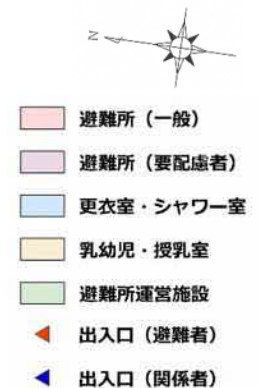 N
避難所（一般）
避難所（要配慮者）
更衣室・シャワー室
乳幼児・授乳室
避難所運営施設
出入口（避難者）
出入口（関係者）